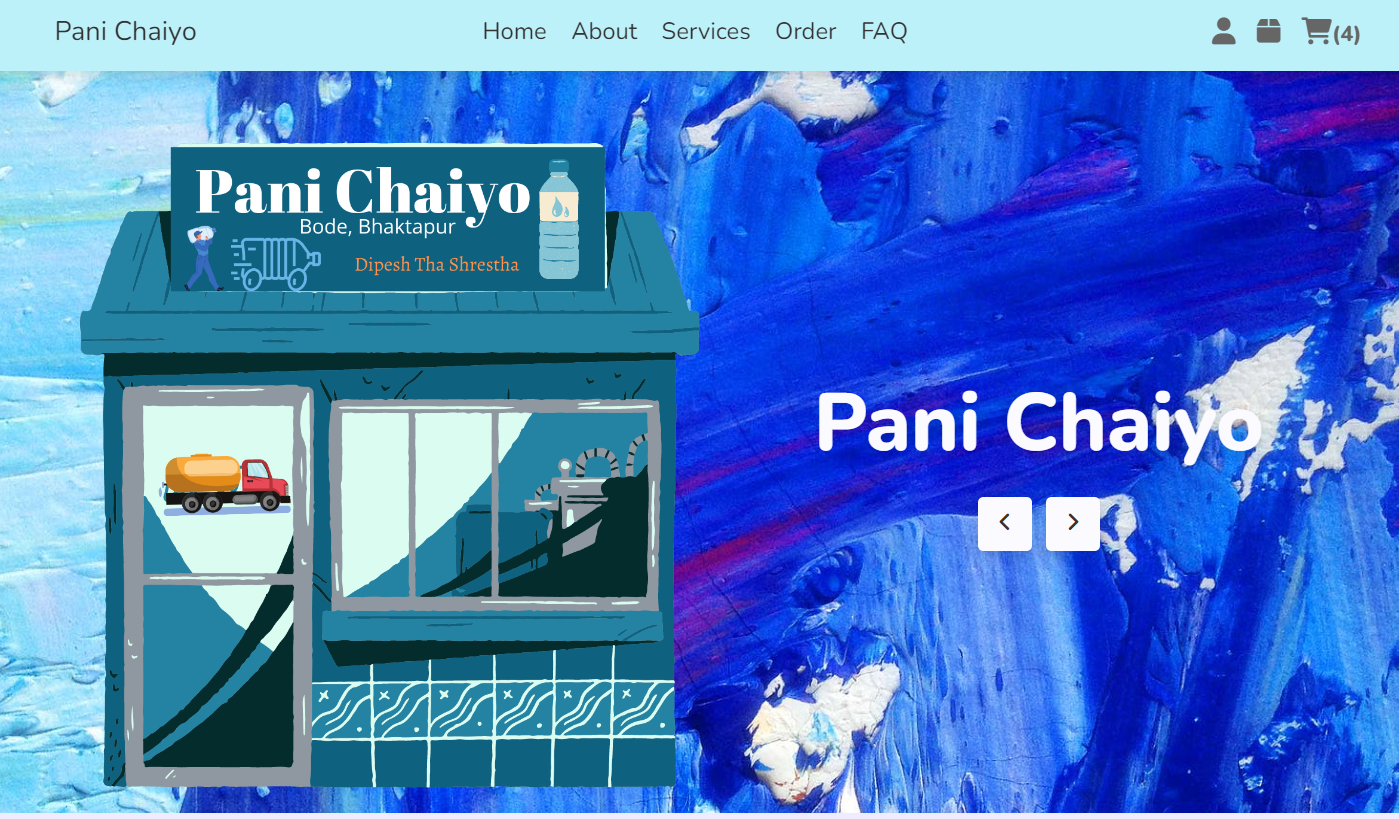 Pani Chaiyo
Home About Services Order FAQ
(4)
Pani Chaiyo
Bode, Bhaktapur
Dipesh Tha Shrestha
Pani Chaiyo